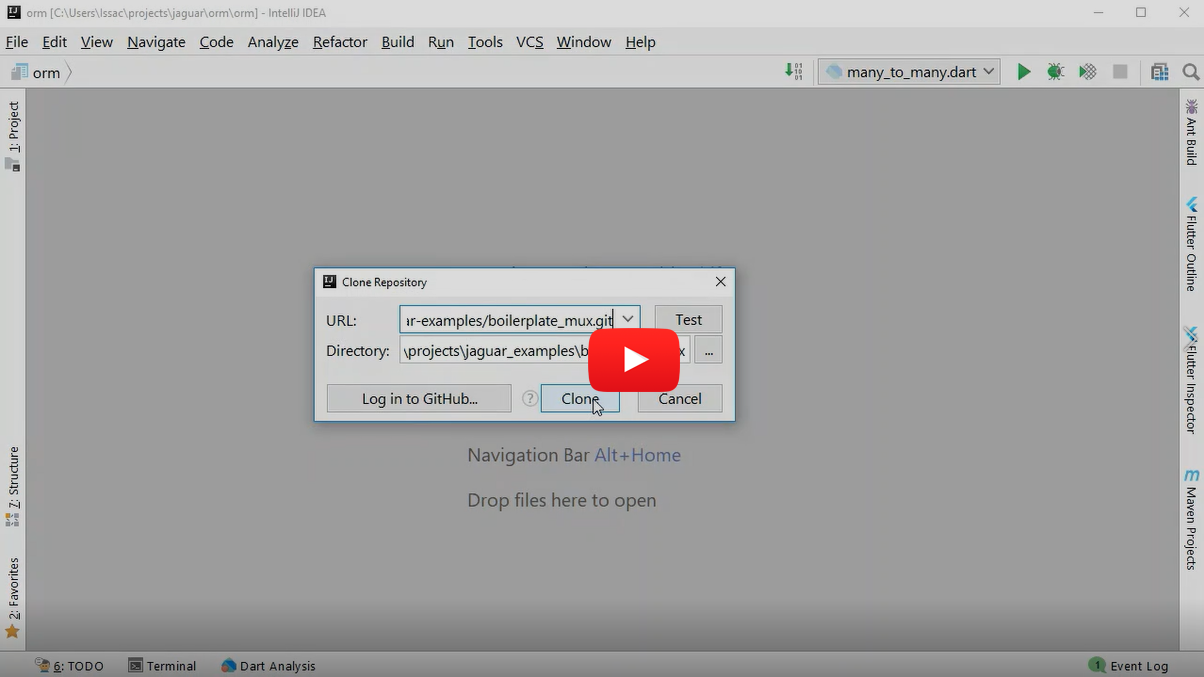 orm [C:\Users\Issac\projects\jaguar\orm\orm] - IntelliJ IDEA
File Edit View Navigate Code Analyze Refactor Build Run Tools VCS Window Help
orm
many_to_many.dart
1: Project
7: Structure
2: Favorites
Clone Repository
URL:
ar-examples/boilerplate_mux.git
Test
Directory:
\projects\jaguar_examples\b
x
...
Log in to GitHub...
?
Clone
Cancel
Navigation Bar Alt+Home
Drop files here to open
Ant Build
Flutter Outline
Flutter Inspector
m
Maven Projects
6: TODO
Terminal
Dart Analysis
1
Event Log